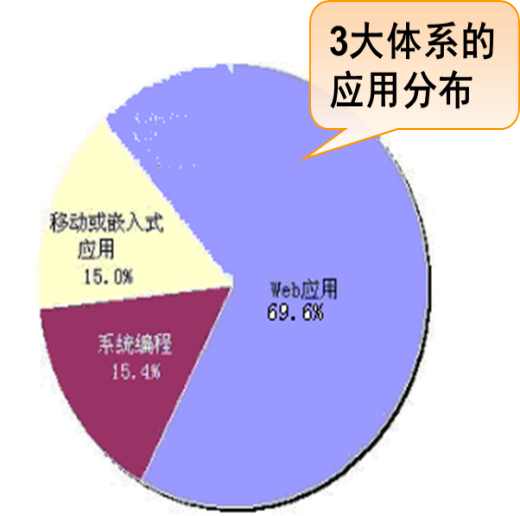 3大体系的
应用分布
移动或嵌入式
应用
15.0%
Web应用
69.6%
系统编程
15.4%